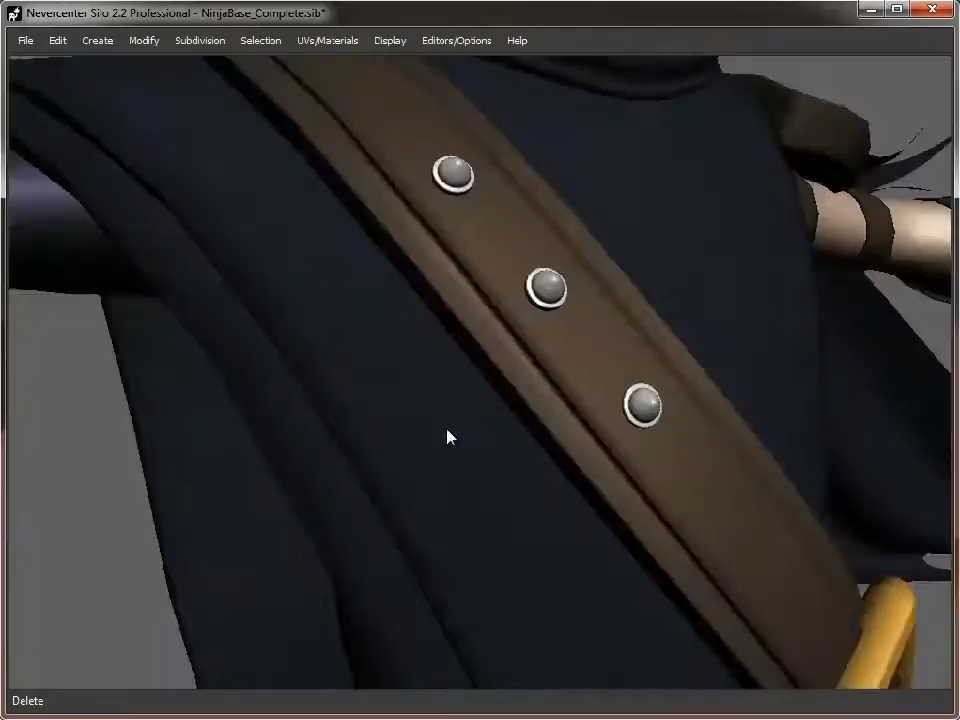 Nevercenter Silo 2.2 Professional - NinjaBase_Complete.sib*
File Edit Create Modify Subdivision Selection UVs/Materials Display Editors/Options Help
Delete